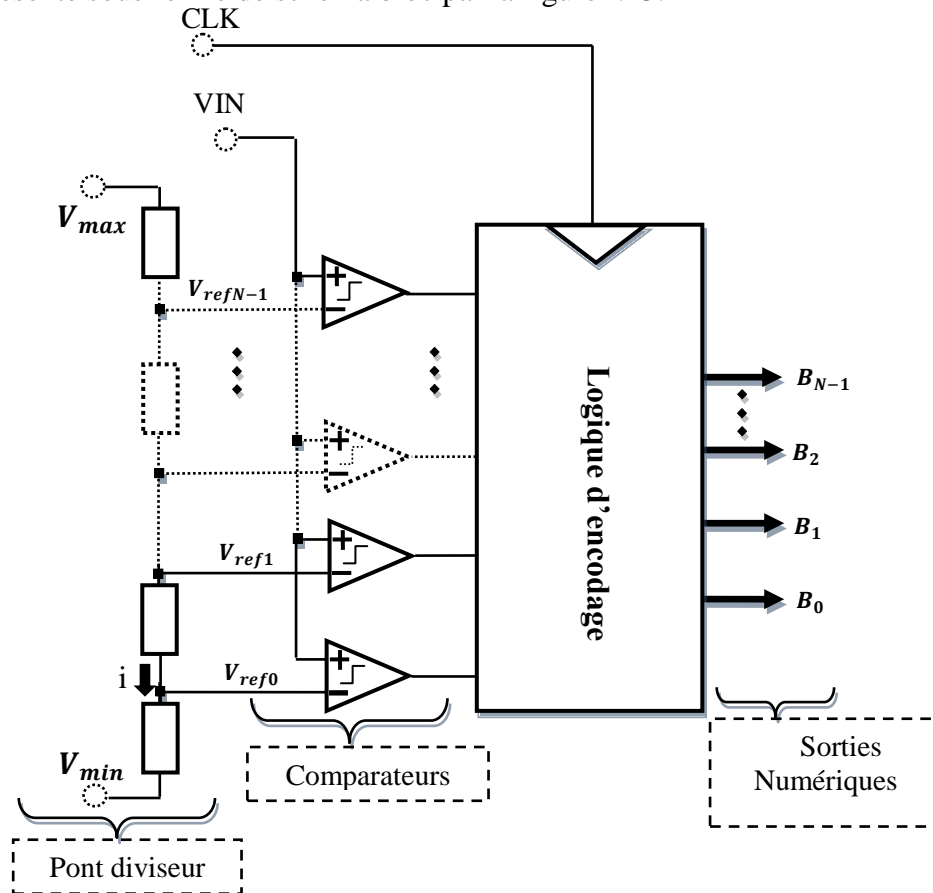 CLK
VIN
V_max
V_refN−1
Logique d'encodage
B_N−1
B_2
B_1
B_0
V_ref1
i
V_ref0
V_min
Comparateurs
Sorties
Numériques
Pont diviseur